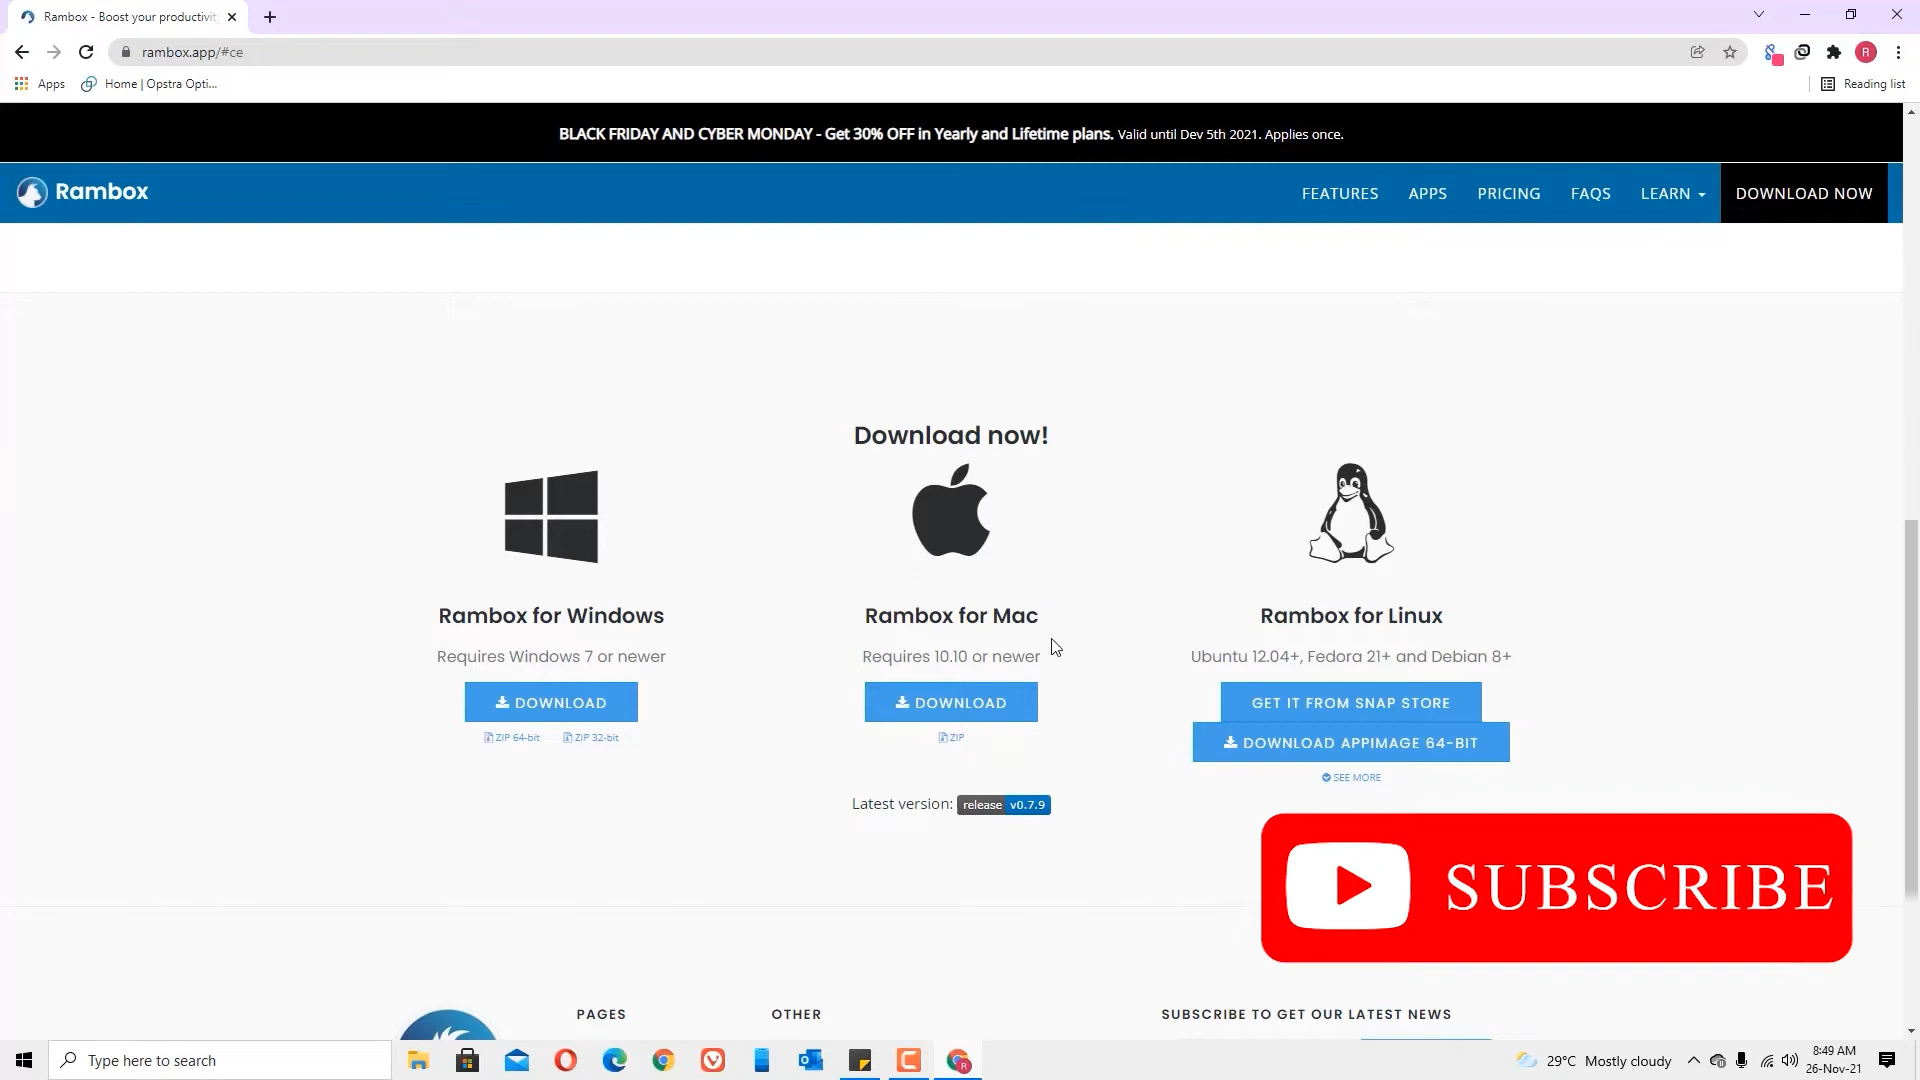 Rambox - Boost your productivit
rambox.app/#ce
R
Apps
Home | Opstra Opti...
Reading list
BLACK FRIDAY AND CYBER MONDAY - Get 30% OFF in Yearly and Lifetime plans. Valid until Dev 5th 2021. Applies once.
Rambox
FEATURES
APPS
PRICING
FAQS
LEARN
DOWNLOAD NOW
Download now!
Rambox for Windows
Requires Windows 7 or newer
DOWNLOAD
ZIP 64-bit
ZIP 32-bit
Rambox for Mac
Requires 10.10 or newer
DOWNLOAD
ZIP
Rambox for Linux
Ubuntu 12.04+, Fedora 21+ and Debian 8+
GET IT FROM SNAP STORE
DOWNLOAD APPIMAGE 64-BIT
SEE MORE
Latest version: release v0.7.9
SUBSCRIBE
PAGES
OTHER
SUBSCRIBE TO GET OUR LATEST NEWS
Type here to search
29°C Mostly cloudy
8:49 AM
26-Nov-21